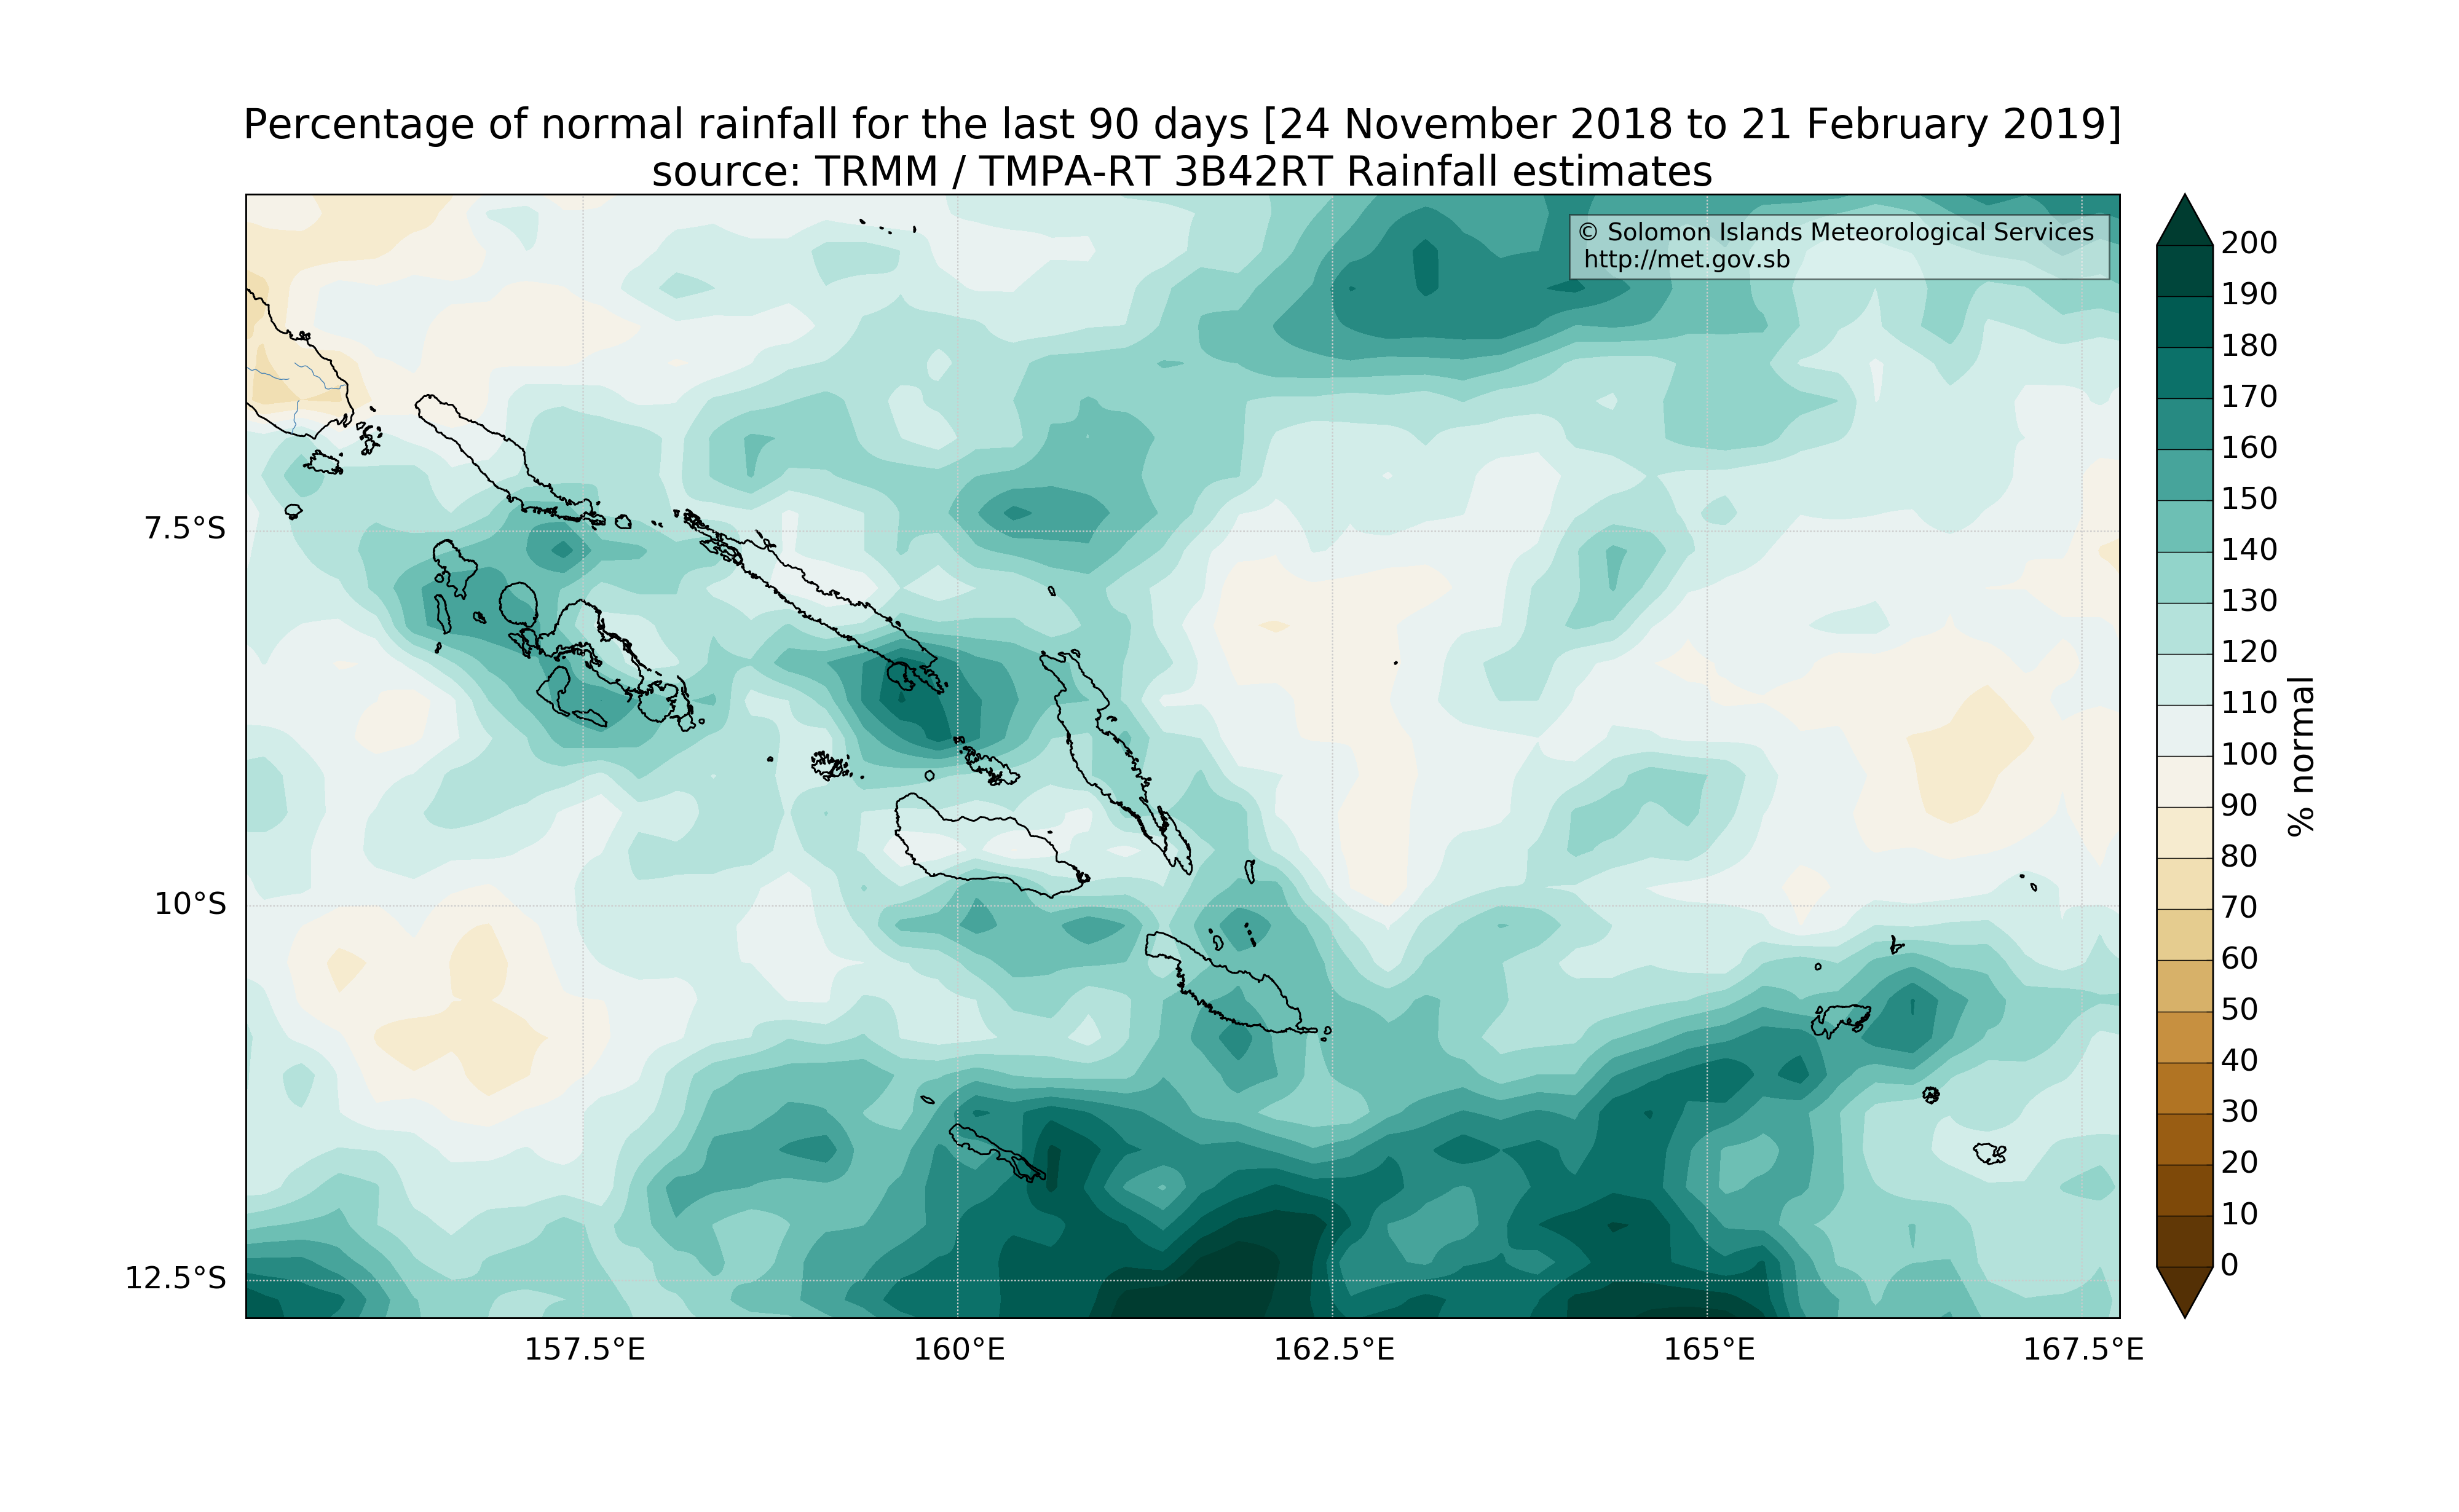 Percentage of normal rainfall for the last 90 days [24 November 2018 to 21 February 2019]
source: TRMM / TMPA-RT 3B42RT Rainfall estimates
© Solomon Islands Meteorological Services
http://met.gov.sb
7.5°S
10°S
12.5°S
157.5°E
160°E
162.5°E
165°E
167.5°E
200
190
180
170
160
150
140
130
120
110
100
90
80
70
60
50
40
30
20
10
0
% normal